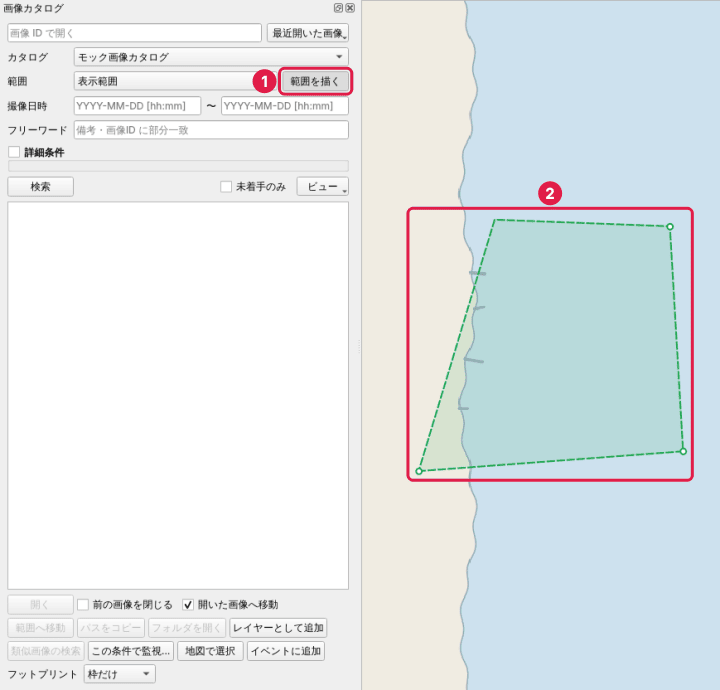 画像カタログ
画像 ID で開く 最近開いた画像
カタログ モック画像カタログ
範囲 表示範囲 1 範囲を描く
撮像日時 YYYY-MM-DD [hh:mm] 〜 YYYY-MM-DD [hh:mm]
フリーワード 備考・画像ID に部分一致
詳細条件
検索 未着手のみ ビュー
2
開く 前の画像を閉じる 開いた画像へ移動
範囲へ移動 パスをコピー フォルダを開く レイヤーとして追加
類似画像の検索 この条件で監視... 地図で選択 イベントに追加
フットプリント 枠だけ